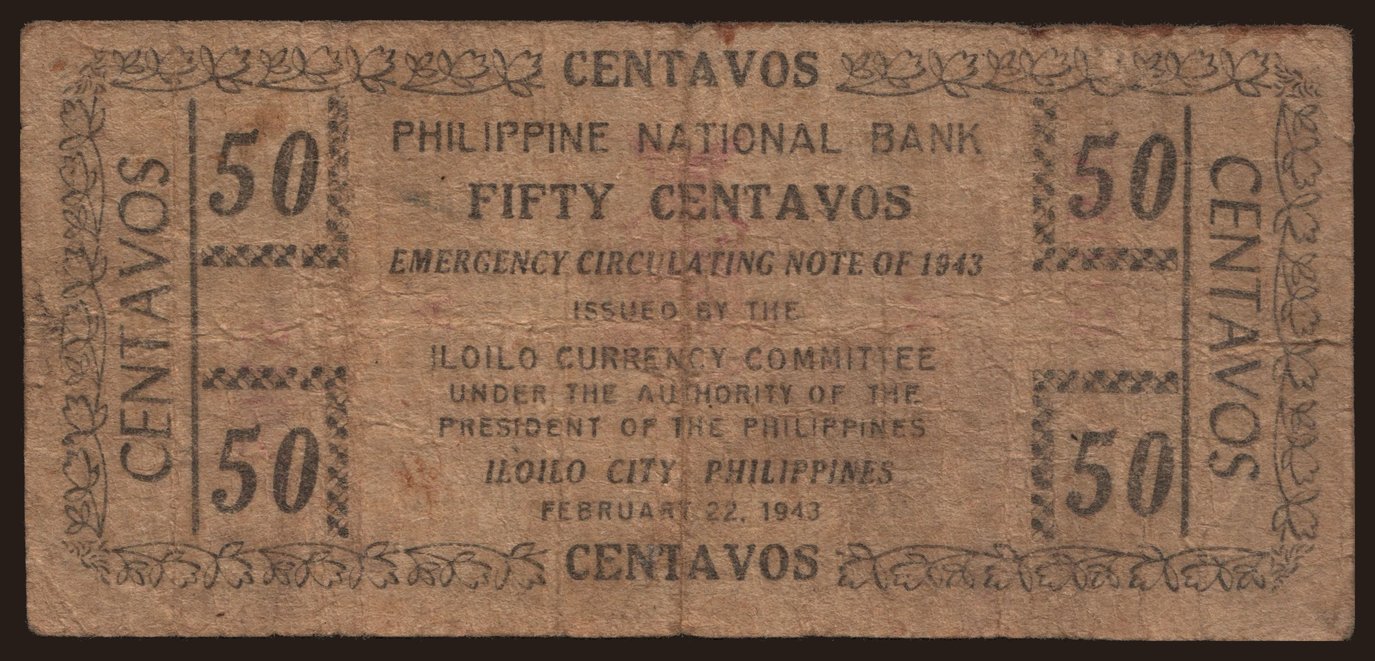 CENTAVOS
PHILIPPINE NATIONAL BANK
50 50
FIFTY CENTAVOS
EMERGENCY CIRCULATING NOTE OF 1943
CENTAVOS
CENTAVOS
ISSUED BY THE
ILOILO CURRENCY COMMITTEE
UNDER THE AUTHORITY OF THE
PRESIDENT OF THE PHILIPPINES
50 50
ILOILO CITY, PHILIPPINES
FEBRUARY 22, 1943
CENTAVOS